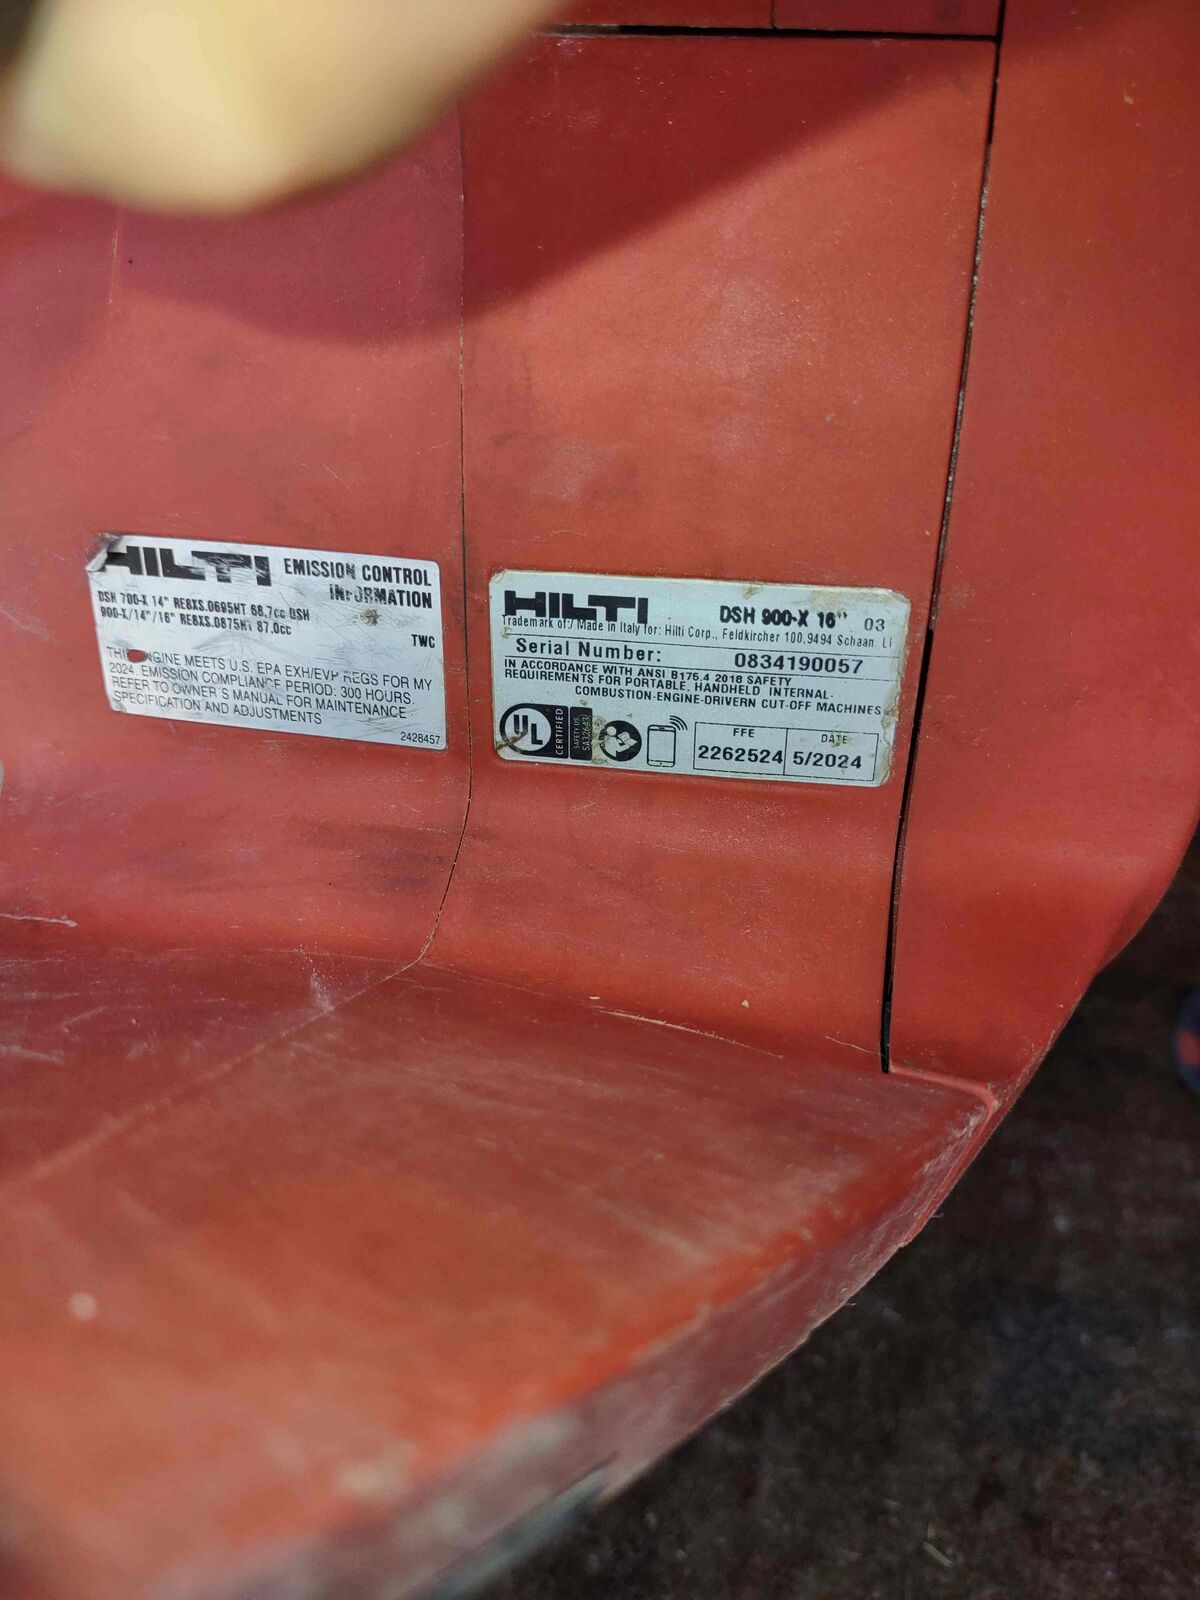 HILTI EMISSION CONTROL
INFORMATION
DSH 700-X 14" RE8XS.0695HT 68.7cc DSH
900-X/14"/16" RE8XS.0875HT 87.0cc
TWC
THIS ENGINE MEETS U.S. EPA EXH/EVP REGS FOR MY
2024. EMISSION COMPLIANCE PERIOD: 300 HOURS.
REFER TO OWNER'S MANUAL FOR MAINTENANCE
SPECIFICATION AND ADJUSTMENTS
2428457
HILTI DSH 900-X 16" 03
Trademark of:/ Made in Italy for: Hilti Corp., Feldkircher 100,9494 Schaan. LI
Serial Number: 0834190057
IN ACCORDANCE WITH ANSI B175.4 2018 SAFETY
REQUIREMENTS FOR PORTABLE, HANDHELD INTERNAL-
COMBUSTION-ENGINE-DRIVERN CUT-OFF MACHINES
UL
CERTIFIED
SAFETY US
SA32643
FFE DATE
2262524 5/2024